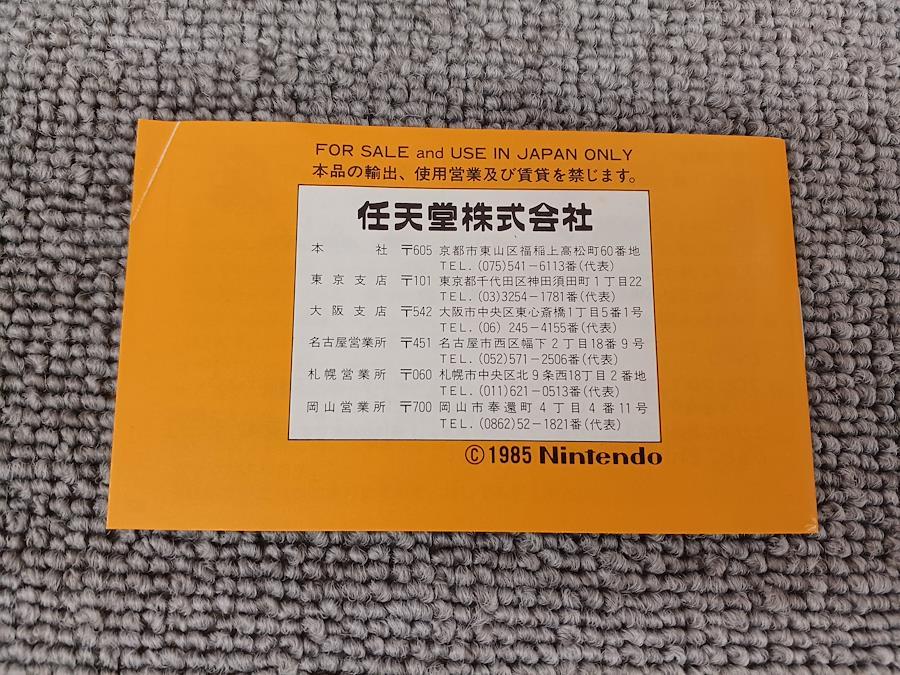 FOR SALE and USE IN JAPAN ONLY
本品の輸出、使用営業及び賃貸を禁じます。
任天堂株式会社
本社 〒605 京都市東山区福稲上高松町60番地
TEL. (075)541-6113番(代表)
東京支店 〒101 東京都千代田区神田須田町1丁目22
TEL. (03)3254-1781番(代表)
大阪支店 〒542 大阪市中央区東心斎橋1丁目5番1号
TEL. (06) 245-4155番(代表)
名古屋営業所 〒451 名古屋市西区幅下2丁目18番9号
TEL. (052)571-2506番(代表)
札幌営業所 〒060 札幌市中央区北9条西18丁目2番地
TEL. (011)621-0513番(代表)
岡山営業所 〒700 岡山市奉還町4丁目4番11号
TEL. (0862)52-1821番(代表)
©1985 Nintendo